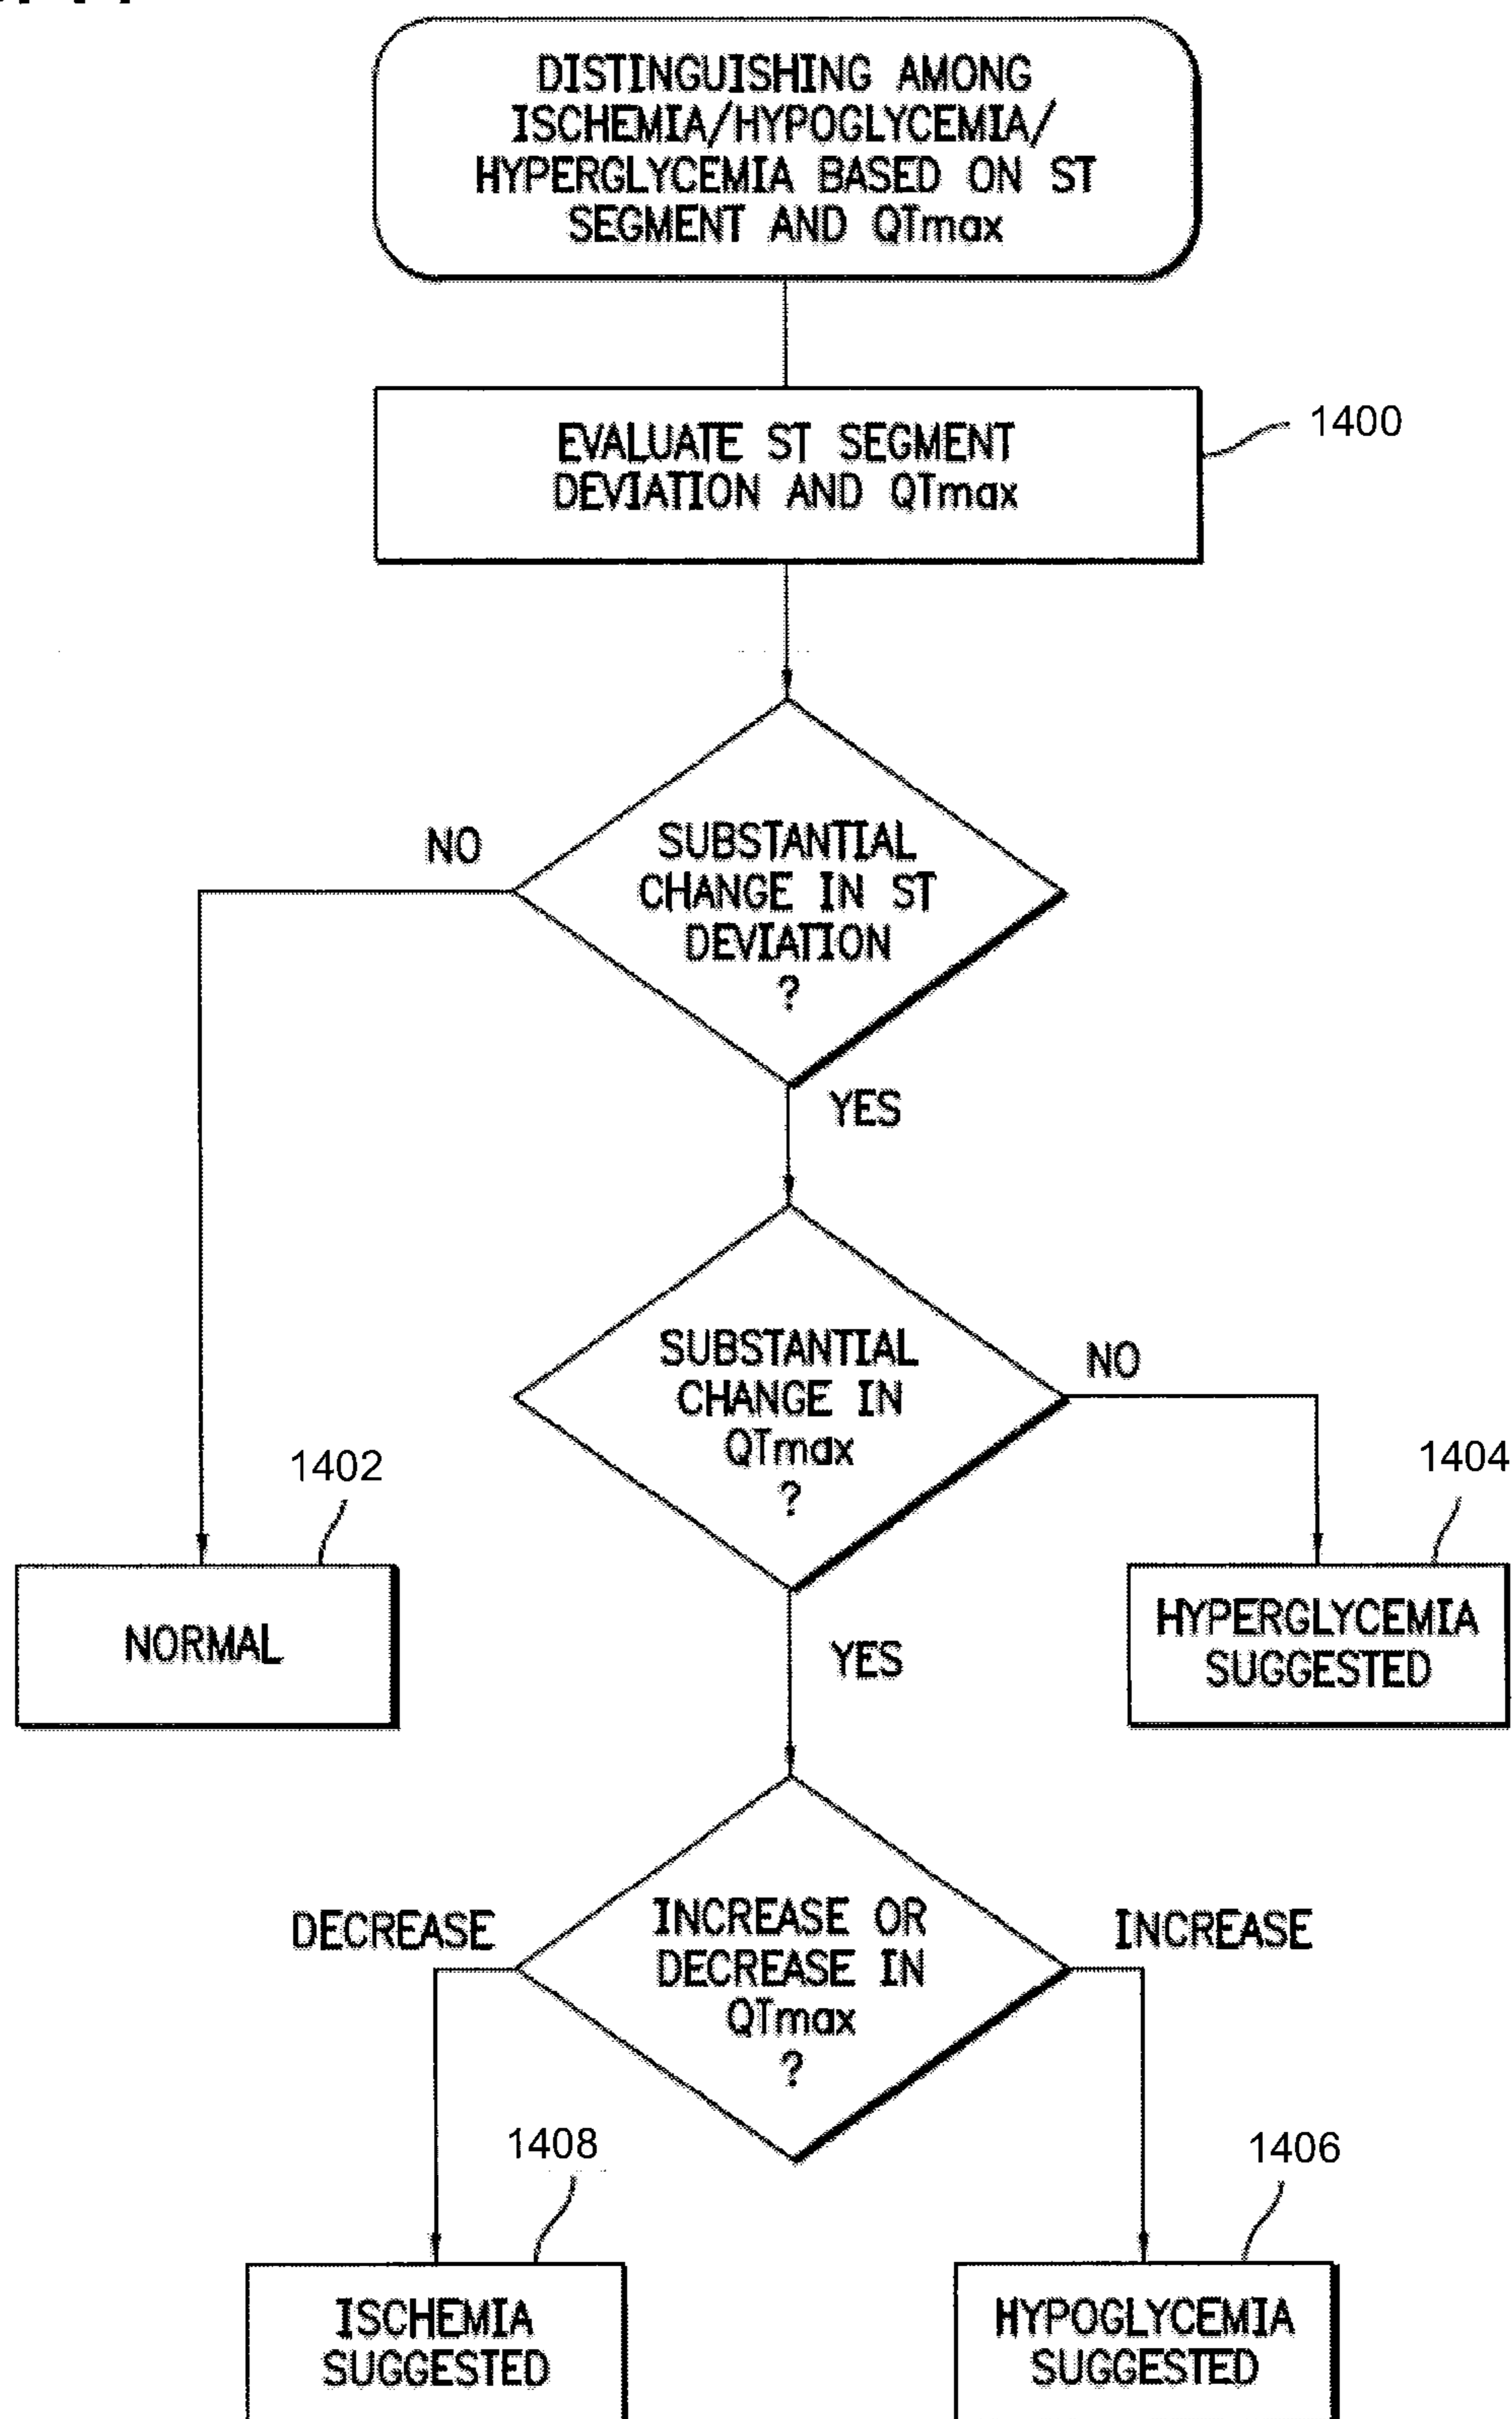 DISTINGUISHING AMONG
ISCHEMIA/HYPOGLYCEMIA/
HYPERGLYCEMIA BASED ON ST
SEGMENT AND QTmax
1400
EVALUATE ST SEGMENT
DEVIATION AND QTmax
NO
SUBSTANTIAL
CHANGE IN ST
DEVIATION
?
YES
SUBSTANTIAL
CHANGE IN
QTmax
?
NO
1402
1404
NORMAL
HYPERGLYCEMIA
SUGGESTED
YES
DECREASE
INCREASE OR
DECREASE IN
QTmax
?
INCREASE
1408
1406
ISCHEMIA
SUGGESTED
HYPOGLYCEMIA
SUGGESTED